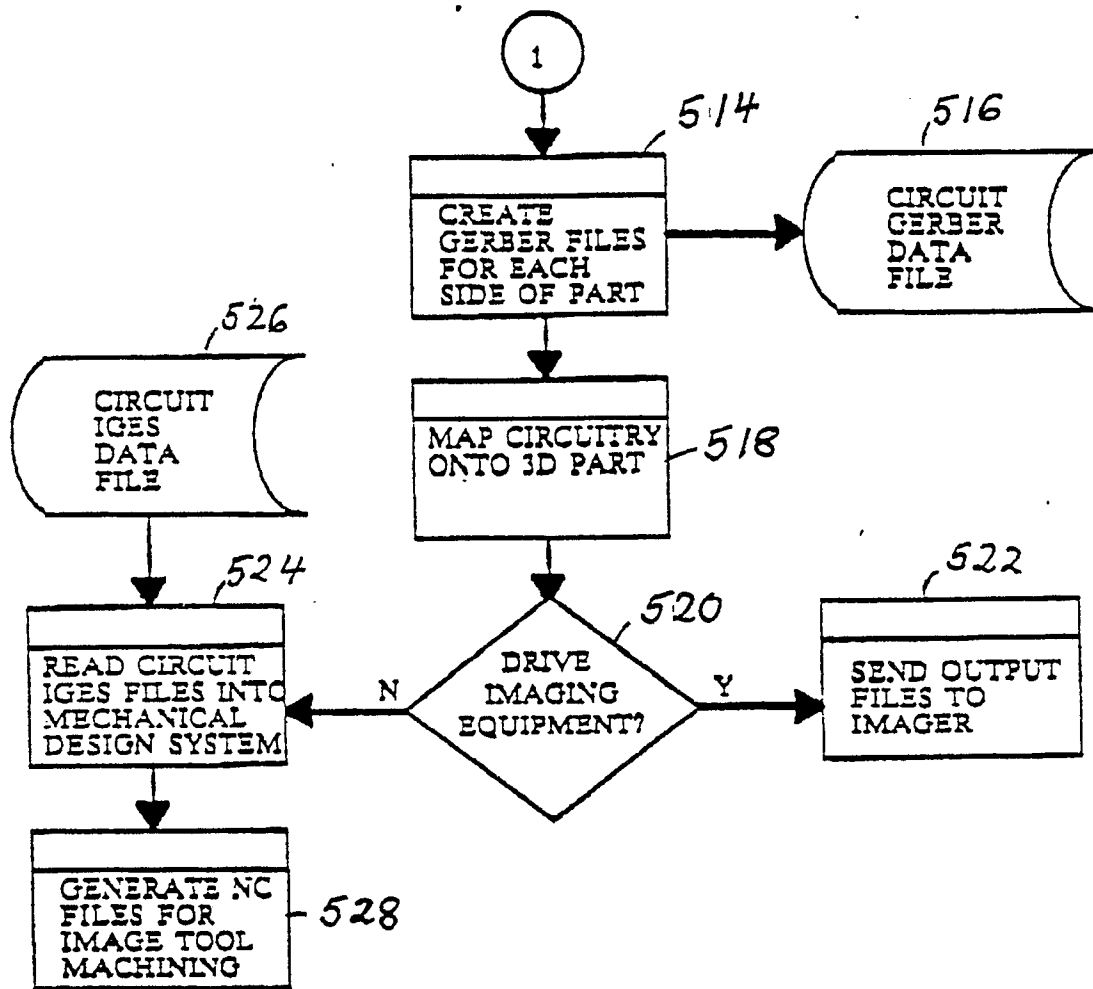 1
514
516
CREATE
GERBER FILES
FOR EACH
SIDE OF PART
CIRCUIT
GERBER
DATA
FILE
526
CIRCUIT
IGES
DATA
FILE
MAP CIRCUITRY
ONTO 3D PART
518
524
522
520
READ CIRCUIT
IGES FILES INTO
MECHANICAL
DESIGN SYSTEM
N
DRIVE
IMAGING
EQUIPMENT?
Y
SEND OUTPUT
FILES TO
IMAGER
GENERATE NC
FILES FOR
IMAGE TOOL
MACHINING
528